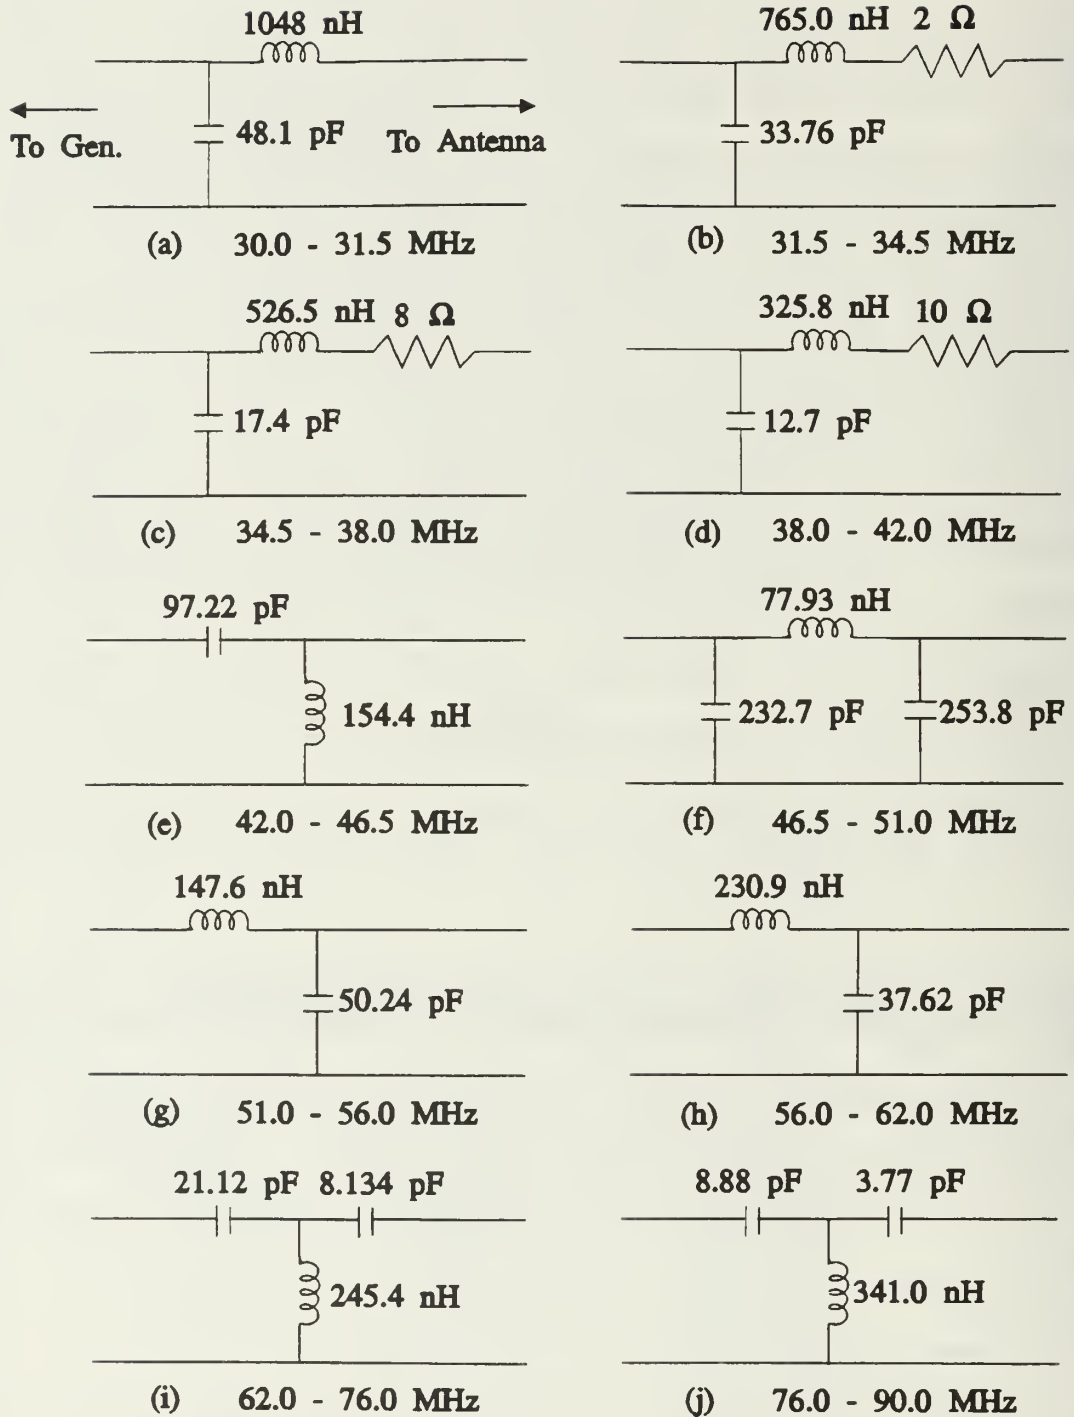 1048 nH
48.1 pF
To Gen.
To Antenna
(a) 30.0 - 31.5 MHz
765.0 nH 2 Ω
33.76 pF
(b) 31.5 - 34.5 MHz
526.5 nH 8 Ω
17.4 pF
(c) 34.5 - 38.0 MHz
325.8 nH 10 Ω
12.7 pF
(d) 38.0 - 42.0 MHz
97.22 pF
154.4 nH
(e) 42.0 - 46.5 MHz
77.93 nH
232.7 pF 253.8 pF
(f) 46.5 - 51.0 MHz
147.6 nH
50.24 pF
(g) 51.0 - 56.0 MHz
230.9 nH
37.62 pF
(h) 56.0 - 62.0 MHz
21.12 pF 8.134 pF
245.4 nH
(i) 62.0 - 76.0 MHz
8.88 pF 3.77 pF
341.0 nH
(j) 76.0 - 90.0 MHz